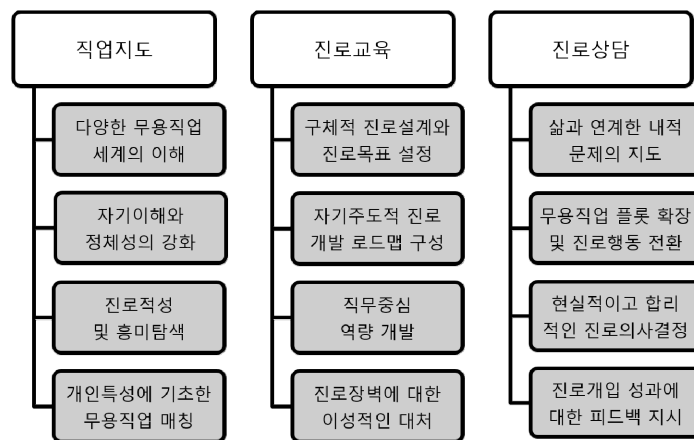 직업지도
다양한 무용직업
세계의 이해
자기이해와
정체성의 강화
진로적성
및 흥미탐색
개인특성에 기초한
무용직업 매칭
진로교육
구체적 진로설계와
진로목표 설정
자기주도적 진로
개발 로드맵 구성
직무중심
역량 개발
진로장벽에 대한
이성적인 대처
진로상담
삶과 연계한 내적
문제의 지도
무용직업 플롯 확장
및 진로행동 전환
현실적이고 합리
적인 진로의사결정
진로개입 성과에
대한 피드백 지시